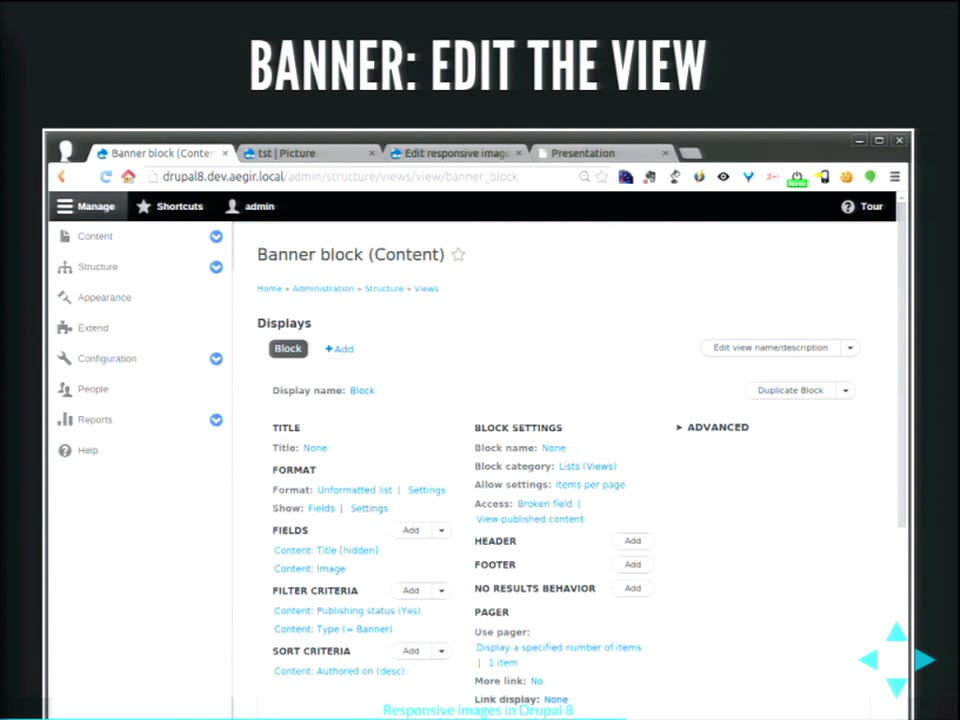 BANNER: EDIT THE VIEW
Banner block (Conter
tst | Picture
Edit responsive imag
Presentation
drupal8.dev.aegir.local/admin/structure/views/view/banner_block
Manage
Shortcuts
admin
Tour
Content
Structure
Appearance
Extend
Configuration
People
Reports
Help
Banner block (Content)
Home » Administration » Structure » Views
Displays
Block
+Add
Edit view name/description
Display name: Block
Duplicate Block
TITLE
Title: None
FORMAT
Format: Unformatted list | Settings
Show: Fields | Settings
FIELDS Add
Content: Title [hidden]
Content: Image
FILTER CRITERIA Add
Content: Publishing status (Yes)
Content: Type (= Banner)
SORT CRITERIA Add
Content: Authored on (desc)
BLOCK SETTINGS
Block name: None
Block category: Lists (Views)
Allow settings: items per page
Access: Broken field |
View published content
HEADER Add
FOOTER Add
NO RESULTS BEHAVIOR Add
PAGER
Use pager:
Display a specified number of items
| 1 item
More link: No
Link display: None
ADVANCED
Responsive images in Drupal 8